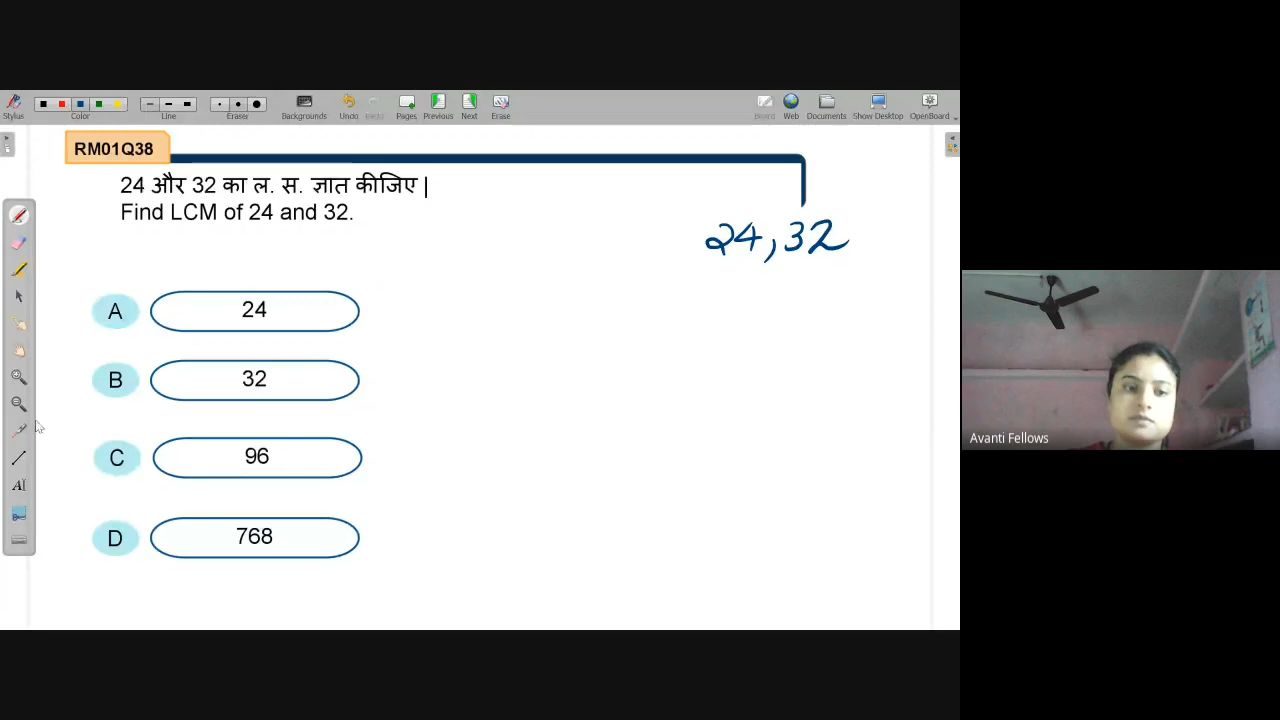 Stylus
Color
Line
Eraser
Backgrounds
Undo
Redo
Pages
Previous
Next
Erase
Board
Web
Documents
Show Desktop
OpenBoard
RM01Q38
24 और 32 का ल. स. ज्ञात कीजिए |
Find LCM of 24 and 32.
24, 32
A 24
B 32
C 96
D 768
Avanti Fellows